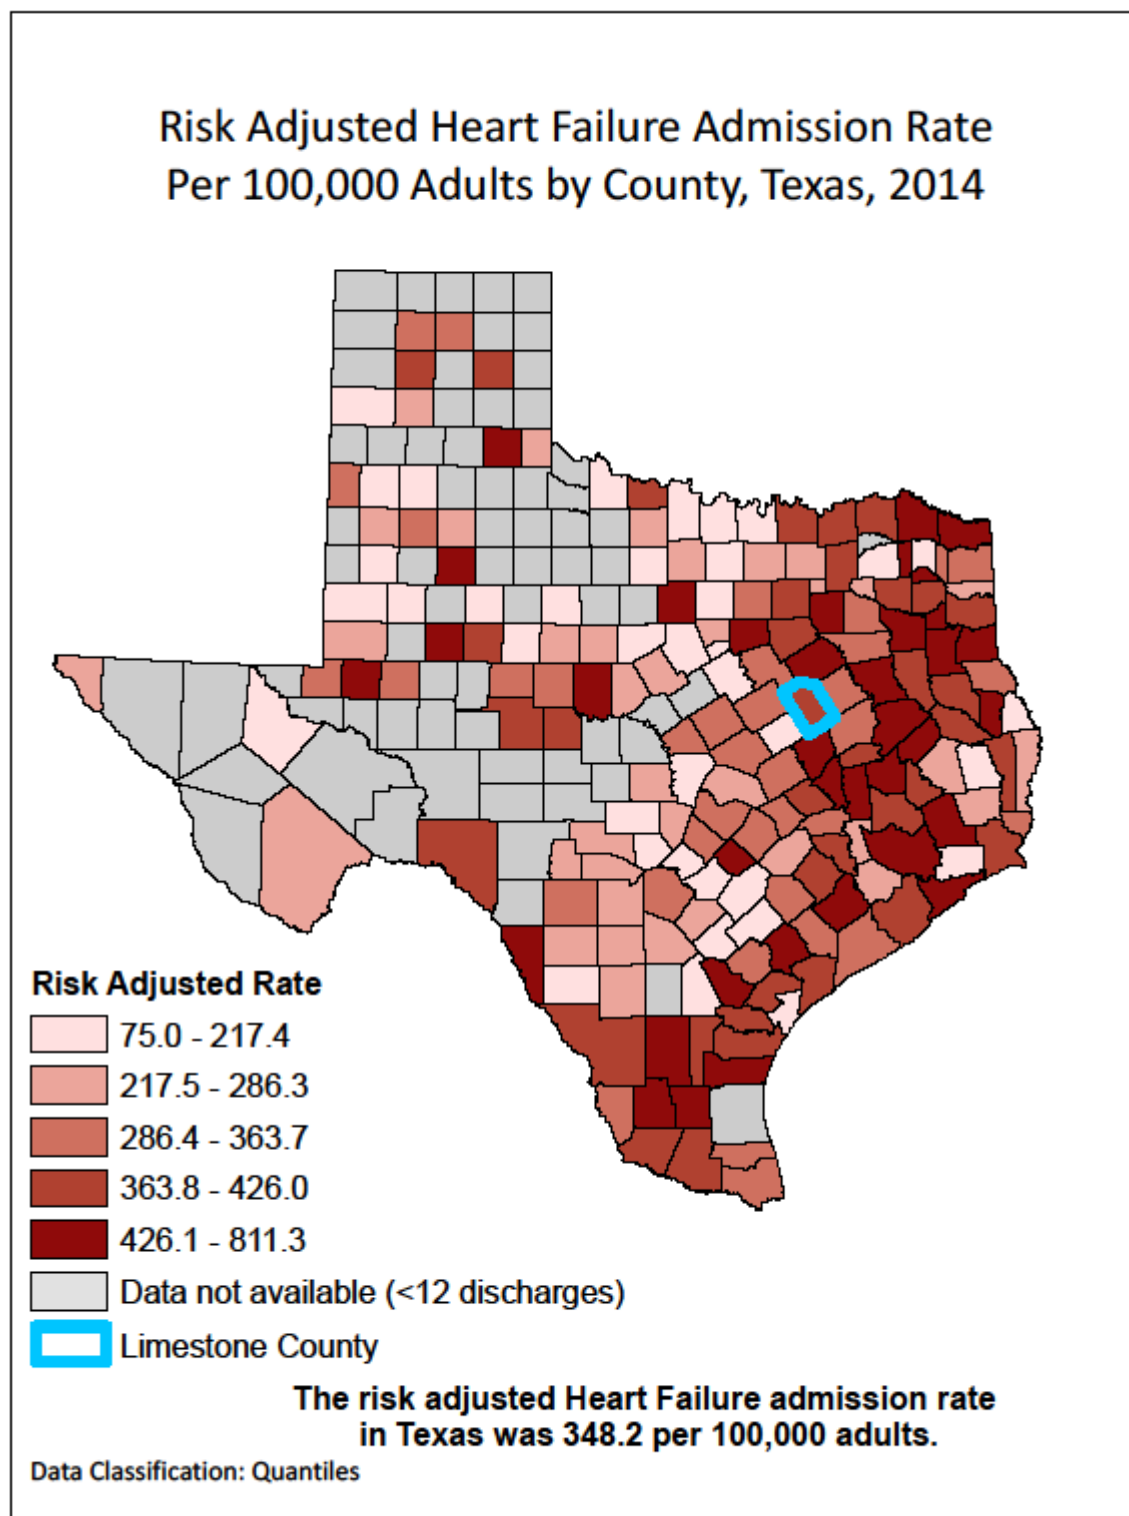 Risk Adjusted Heart Failure Admission Rate
Per 100,000 Adults by County, Texas, 2014
Risk Adjusted Rate
75.0 - 217.4
217.5 - 286.3
286.4 - 363.7
363.8 - 426.0
426.1 - 811.3
Data not available (<12 discharges)
Limestone County
The risk adjusted Heart Failure admission rate
in Texas was 348.2 per 100,000 adults.
Data Classification: Quantiles